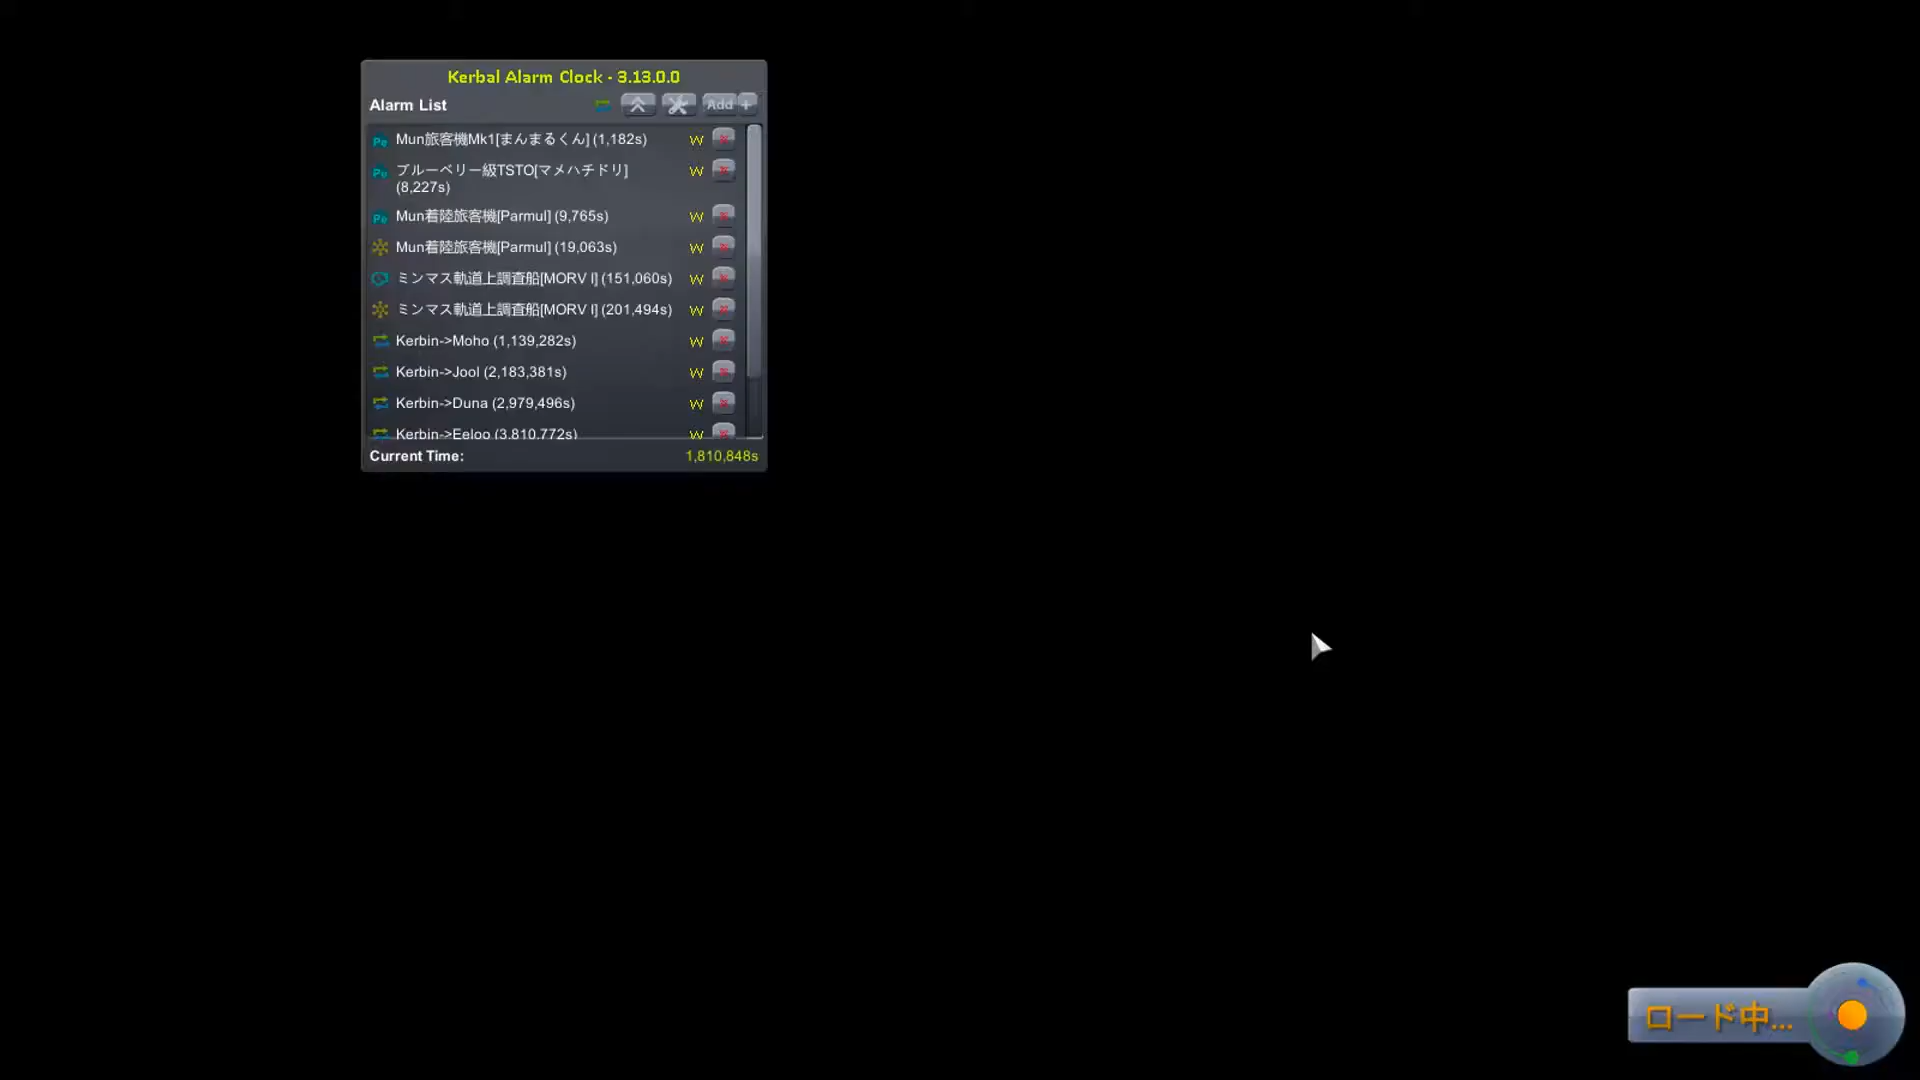 Kerbal Alarm Clock - 3.13.0.0
Alarm List
Add +
Pe Mun旅客機Mk1[まんまるくん] (1,182s) W
Pe ブルーベリー級TSTO[マメハチドリ] W
(8,227s)
Pe Mun着陸旅客機[Parmul] (9,765s) W
Mun着陸旅客機[Parmul] (19,063s) W
ミンマス軌道上調査船[MORV I] (151,060s) W
ミンマス軌道上調査船[MORV I] (201,494s) W
Kerbin->Moho (1,139,282s) W
Kerbin->Jool (2,183,381s) W
Kerbin->Duna (2,979,496s) W
Kerbin->Eeloo (3,810,772s) W
Current Time: 1,810,848s
ロード中...